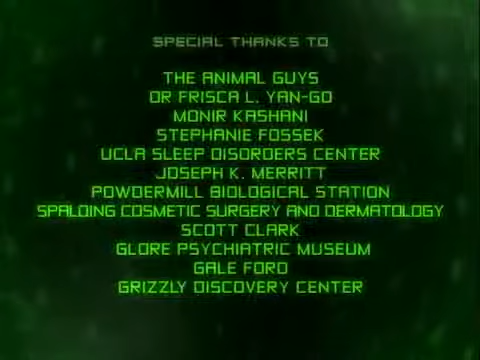 SPECIAL THANKS TO
THE ANIMAL GUYS
DR FRISCA L. YAN-GO
MONIR KASHANI
STEPHANIE FOSSEK
UCLA SLEEP DISORDERS CENTER
JOSEPH K. MERRITT
POWDERMILL BIOLOGICAL STATION
SPALDING COSMETIC SURGERY AND DERMATOLOGY
SCOTT CLARK
GLORE PSYCHIATRIC MUSEUM
GALE FORD
GRIZZLY DISCOVERY CENTER